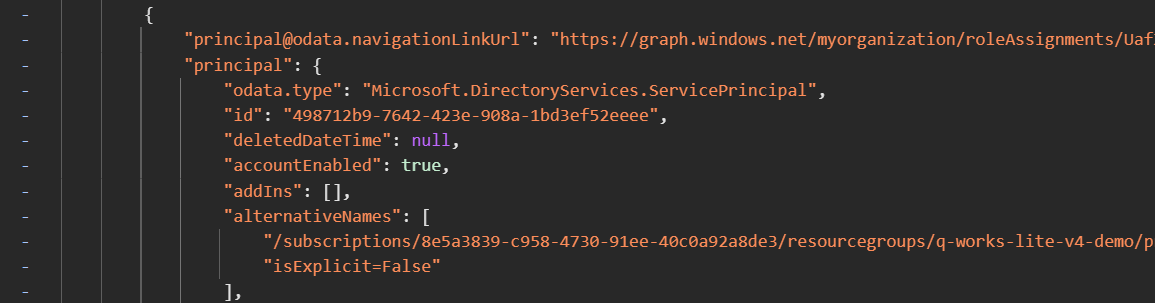 - {
- "principal@odata.navigationLinkUrl": "https://graph.windows.net/myorganization/roleAssignments/Uaf
- "principal": {
- "odata.type": "Microsoft.DirectoryServices.ServicePrincipal",
- "id": "498712b9-7642-423e-908a-1bd3ef52eeee",
- "deletedDateTime": null,
- "accountEnabled": true,
- "addIns": [],
- "alternativeNames": [
- "/subscriptions/8e5a3839-c958-4730-91ee-40c0a92a8de3/resourcegroups/q-works-lite-v4-demo/p
- "isExplicit=False"
- ],